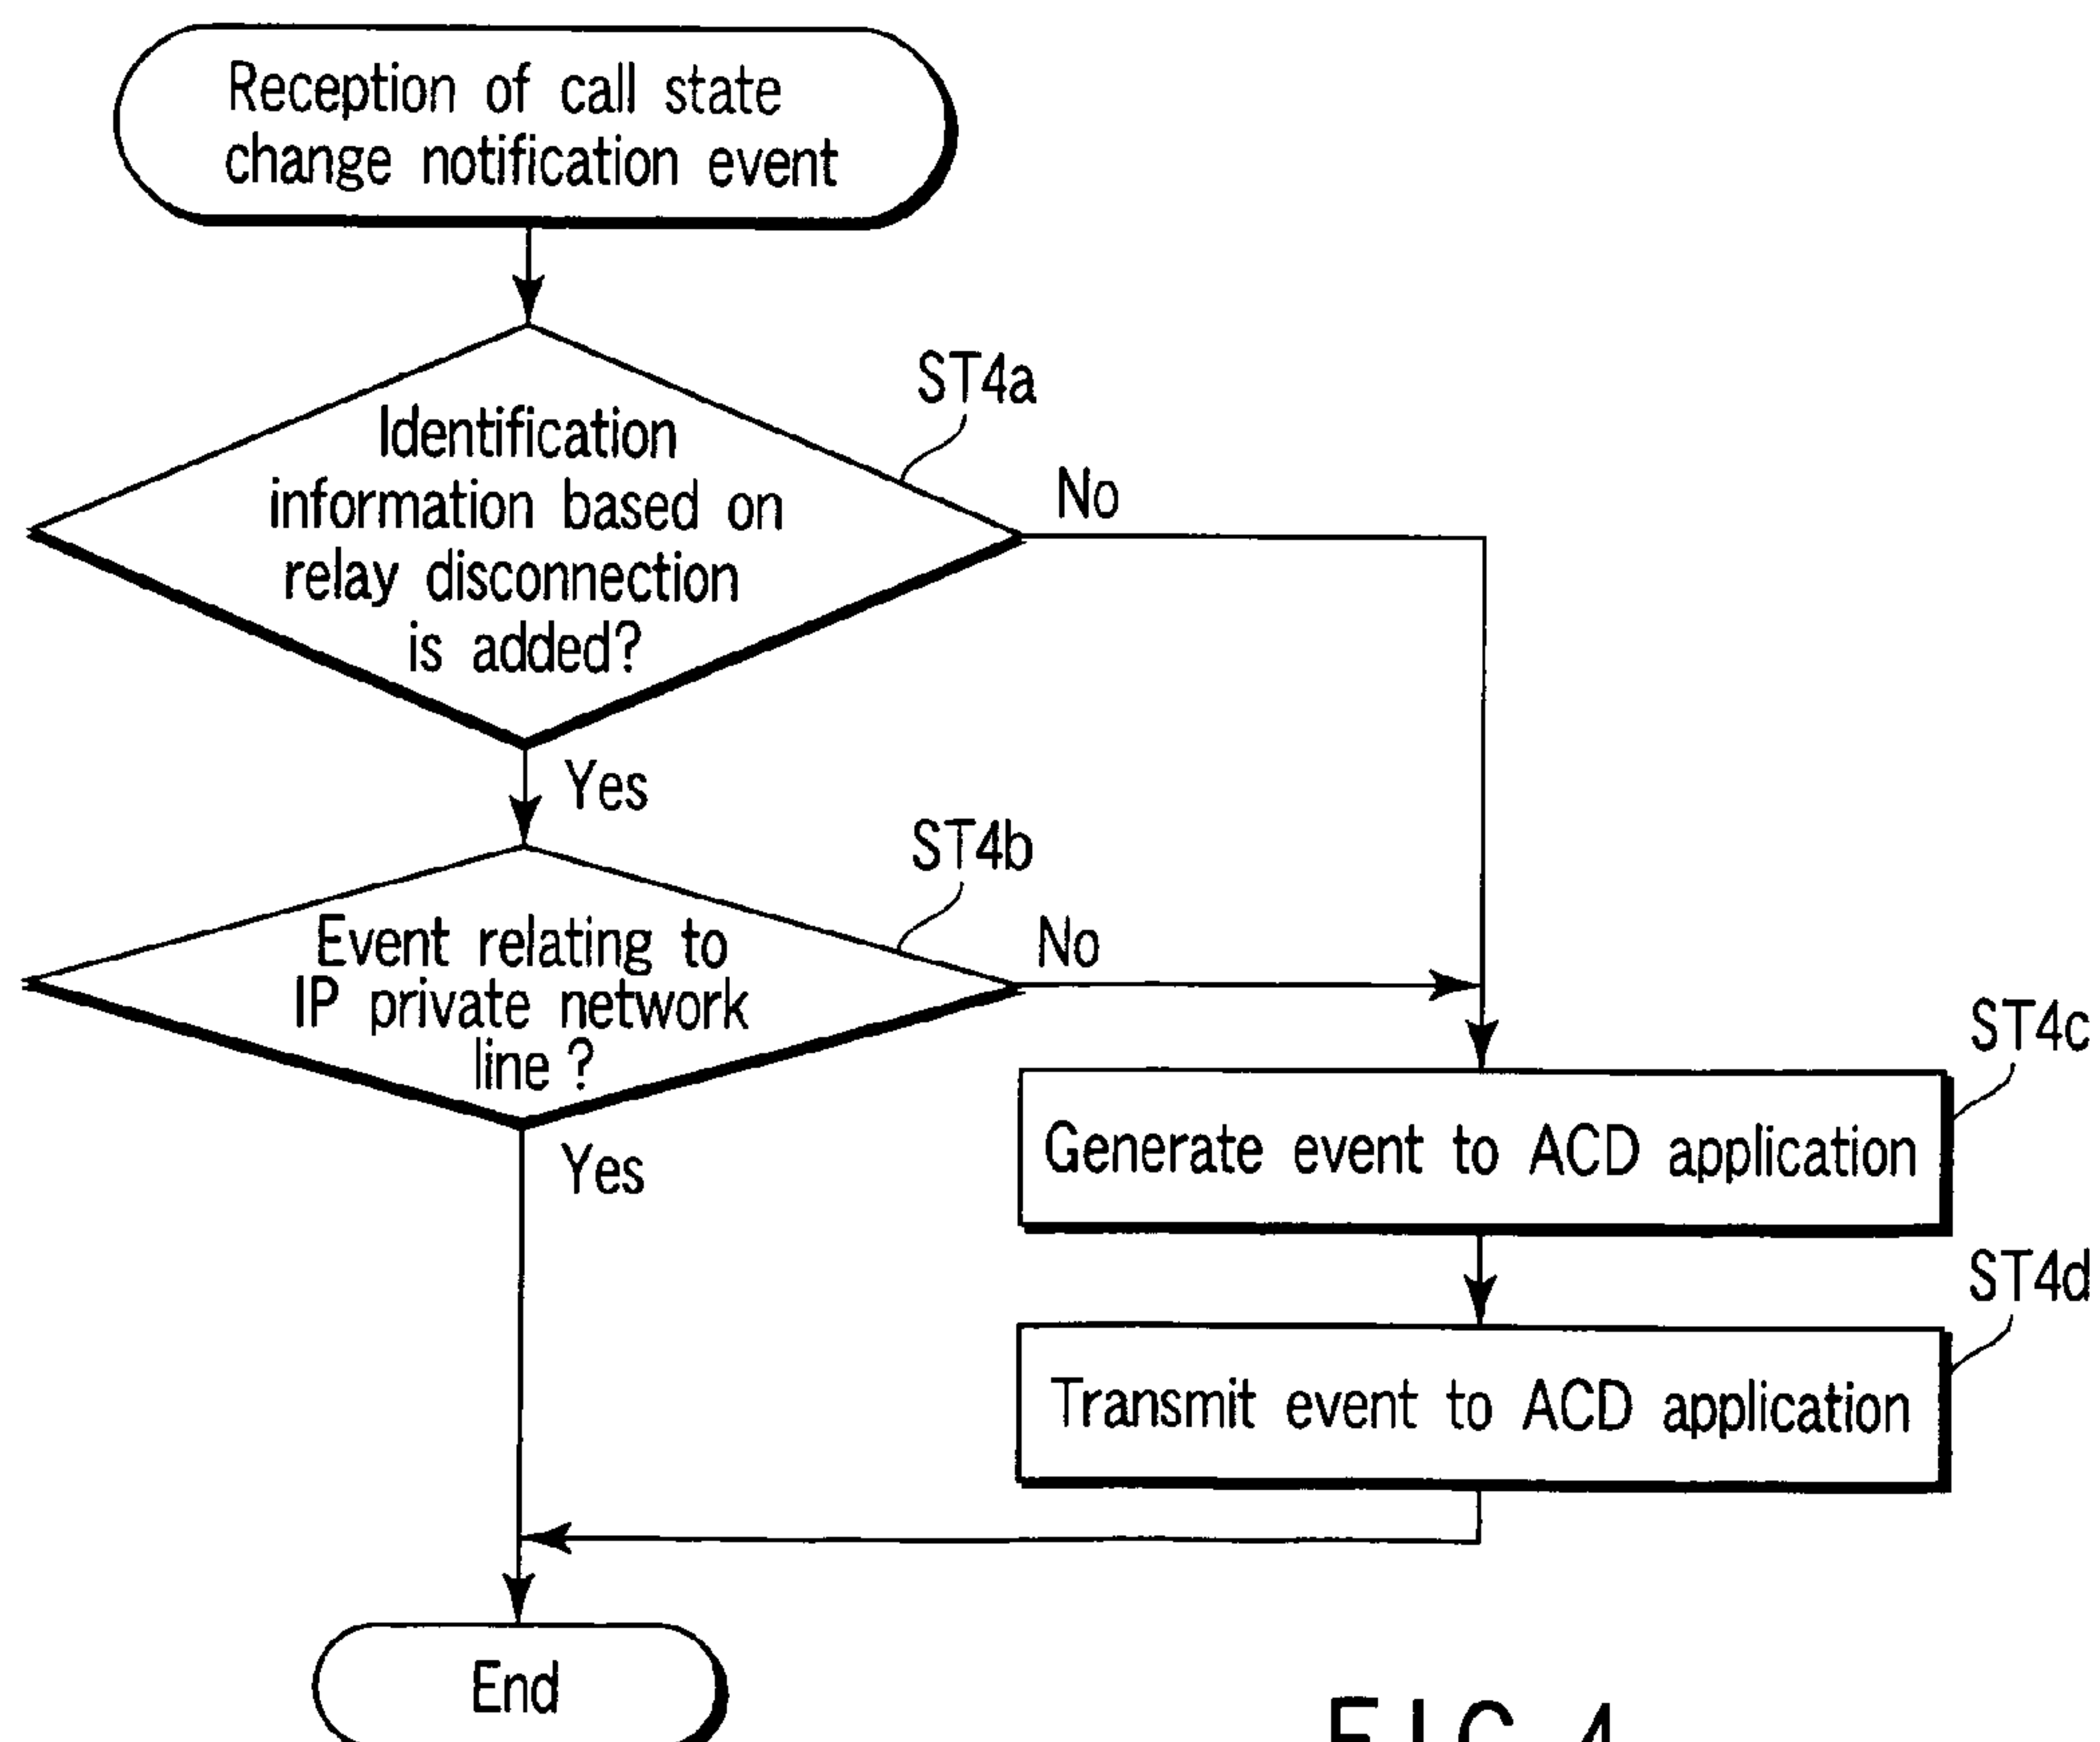 Reception of call state
change notification event
ST4a
Identification
information based on
relay disconnection
is added?
No
Yes
ST4b
Event relating to
IP private network
line ?
No
Yes
ST4c
Generate event to ACD application
ST4d
Transmit event to ACD application
End
FIG. 4